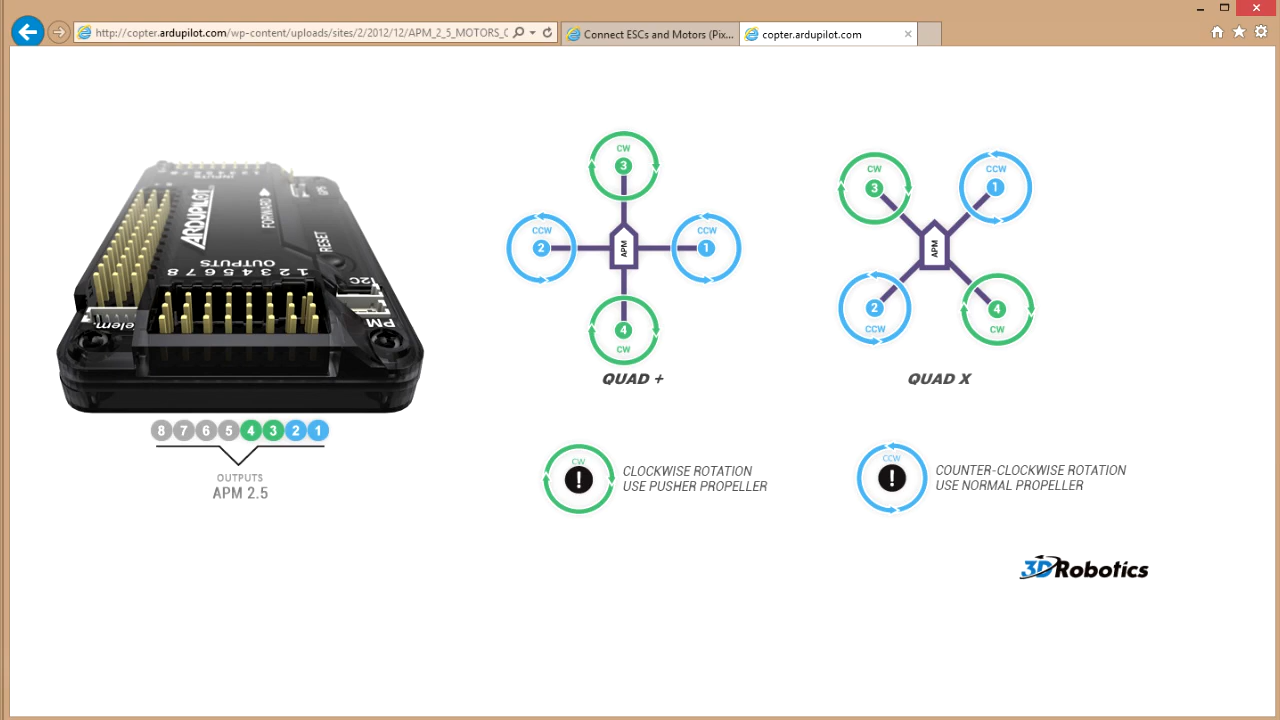 http://copter.ardupilot.com/wp-content/uploads/sites/2/2012/12/APM_2_5_MOTORS_
Connect ESCs and Motors (Pix...
copter.ardupilot.com
ARDUPILOT
FORWARD
GPS
RESET
OUTPUTS
1 2 3 4 5 6 7 8
I2C
PM
elem
8 7 6 5 4 3 2 1
OUTPUTS
APM 2.5
CW
3
CCW
2
APM
CCW
1
4
CW
QUAD +
CW
3
CCW
1
APM
2
CCW
4
CW
QUAD X
CW
!
CLOCKWISE ROTATION
USE PUSHER PROPELLER
CCW
!
COUNTER-CLOCKWISE ROTATION
USE NORMAL PROPELLER
3DRobotics